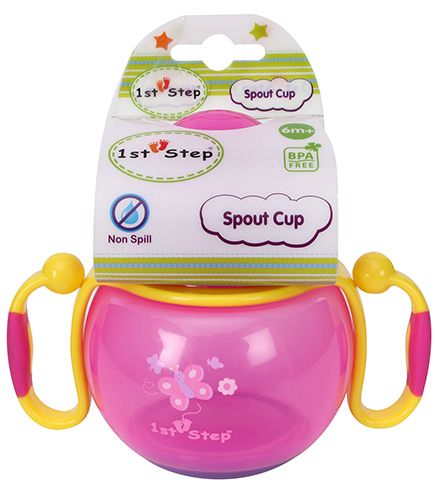 1st Step
Spout Cup
6m+
1st Step
BPA
FREE
Non Spill
Spout Cup
1st Step